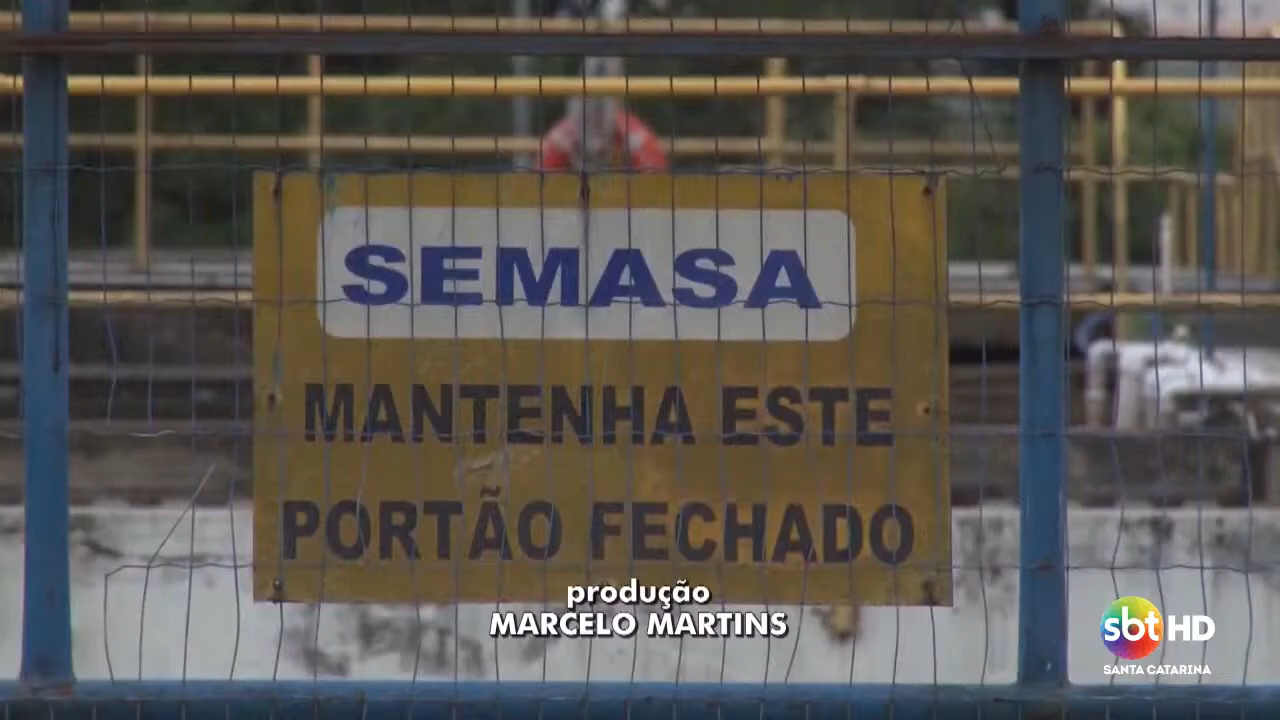 SEMASA
MANTENHA ESTE
PORTÃO FECHADO
produção
MARCELO MARTINS
sbt HD
SANTA CATARINA